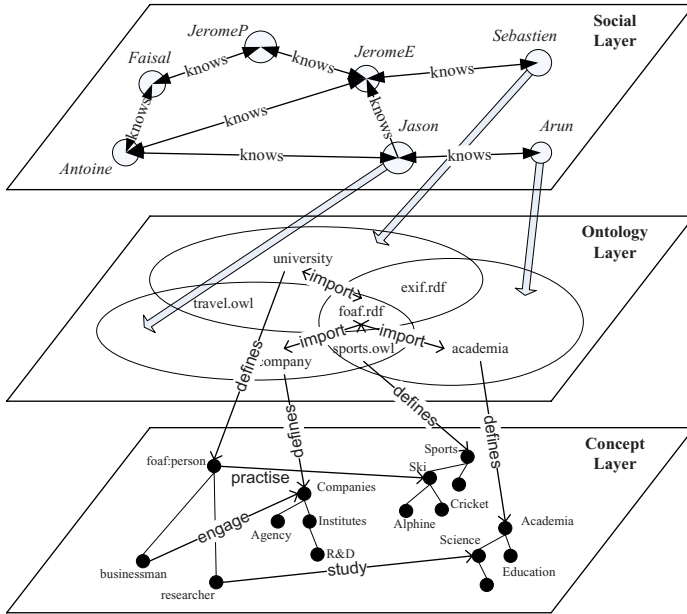 Social
Layer
JeromeP
Sebastien
Faisal
JeromeE
knows
knows
knows
knows
knows
knows
Jason
Arun
knows
knows
Antoine
Ontology
Layer
university
import
exif.rdf
travel.owl
foaf.rdf
import
import
sports.owl
academia
company
defines
defines
defines
defines
Concept
Layer
Sports
foaf:person
Ski
practise
Companies
Cricket
Alphine
Agency
Institutes
Academia
engage
Science
R&D
Education
businessman
study
researcher